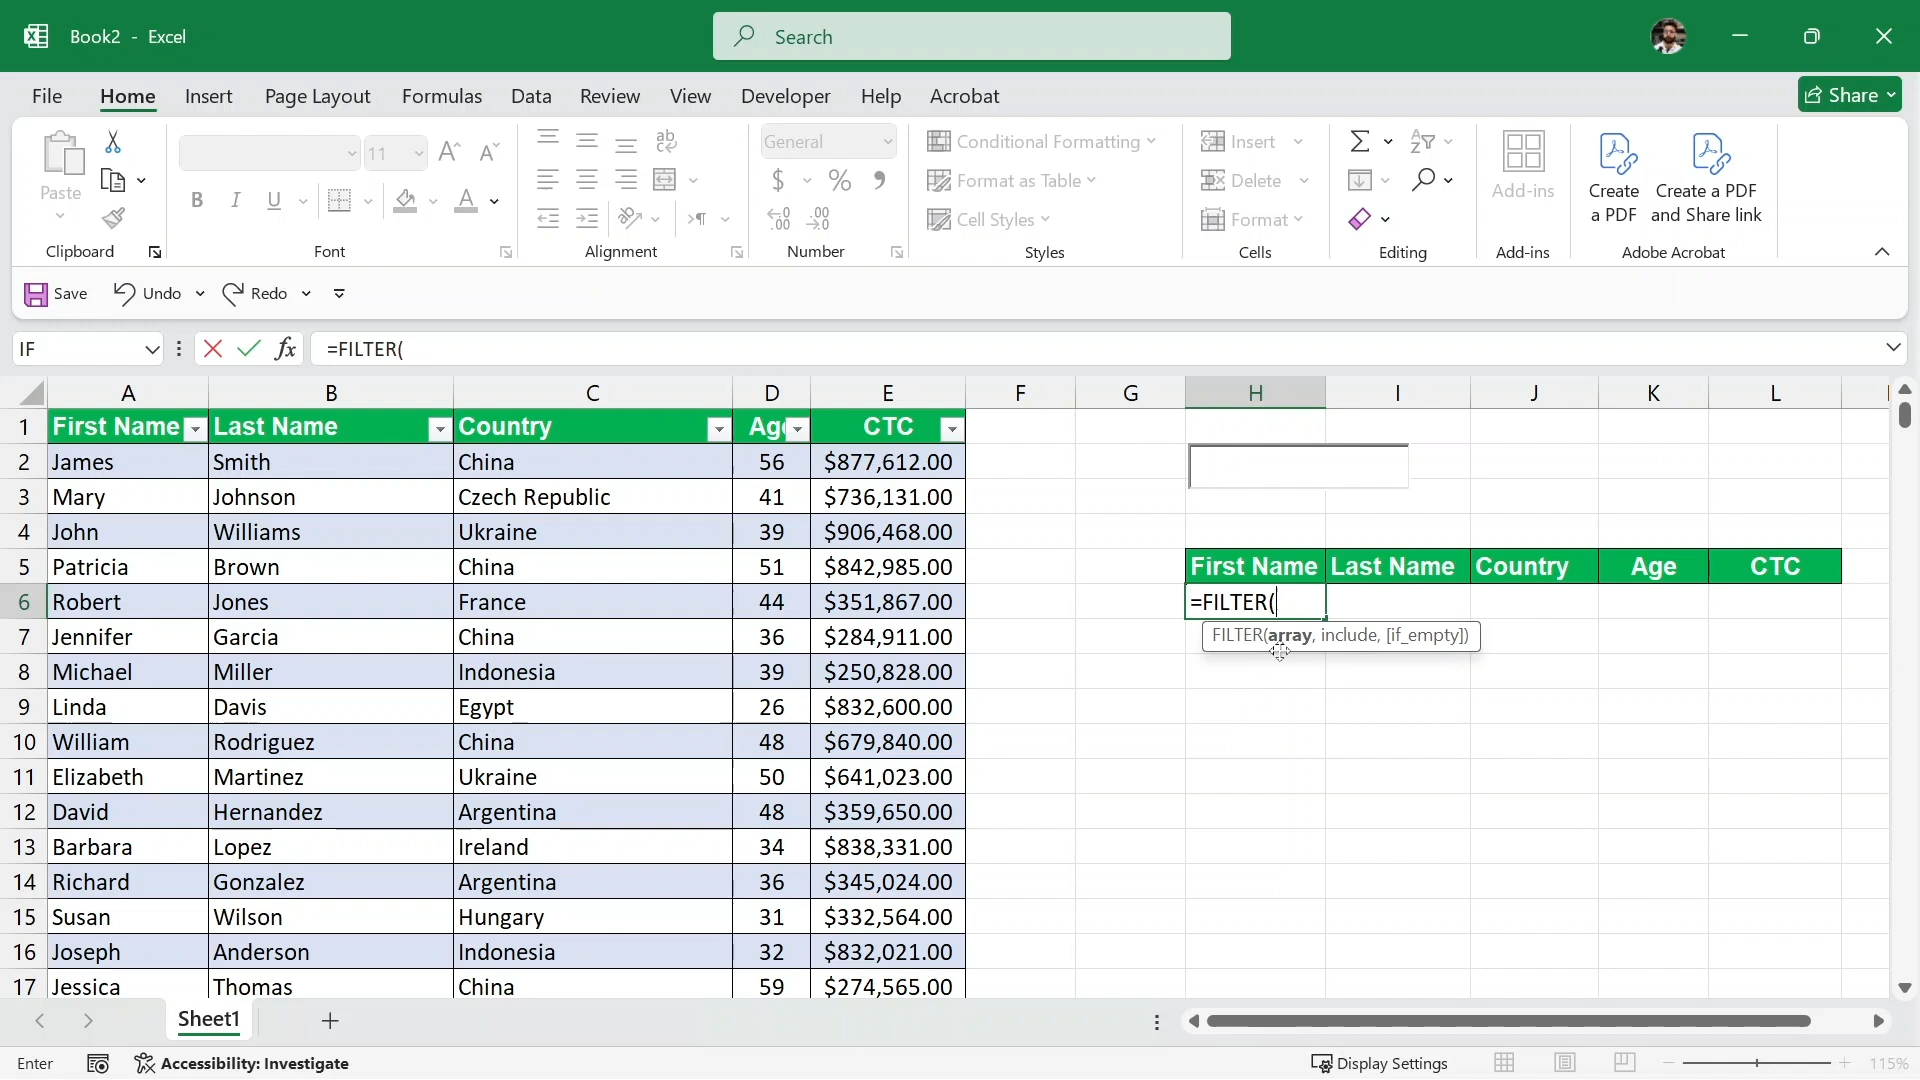 Book2 - Excel
Search
File Home Insert Page Layout Formulas Data Review View Developer Help Acrobat
Share
Paste
11
B I U
General
Conditional Formatting
Format as Table
Cell Styles
Insert
Delete
Format
Add-ins
Create a PDF
Create a PDF and Share link
Clipboard Font Alignment Number Styles Cells Editing Add-ins Adobe Acrobat
Save Undo Redo
IF fx =FILTER(
A B C D E F G H I J K L
1 First Name Last Name Country Age CTC
2 James Smith China 56 $877,612.00
3 Mary Johnson Czech Republic 41 $736,131.00
4 John Williams Ukraine 39 $906,468.00
5 Patricia Brown China 51 $842,985.00 First Name Last Name Country Age CTC
6 Robert Jones France 44 $351,867.00 =FILTER(
7 Jennifer Garcia China 36 $284,911.00 FILTER(array, include, [if_empty])
8 Michael Miller Indonesia 39 $250,828.00
9 Linda Davis Egypt 26 $832,600.00
10 William Rodriguez China 48 $679,840.00
11 Elizabeth Martinez Ukraine 50 $641,023.00
12 David Hernandez Argentina 48 $359,650.00
13 Barbara Lopez Ireland 34 $838,331.00
14 Richard Gonzalez Argentina 36 $345,024.00
15 Susan Wilson Hungary 31 $332,564.00
16 Joseph Anderson Indonesia 32 $832,021.00
17 Jessica Thomas China 59 $274,565.00
Sheet1
Enter Accessibility: Investigate Display Settings 115%